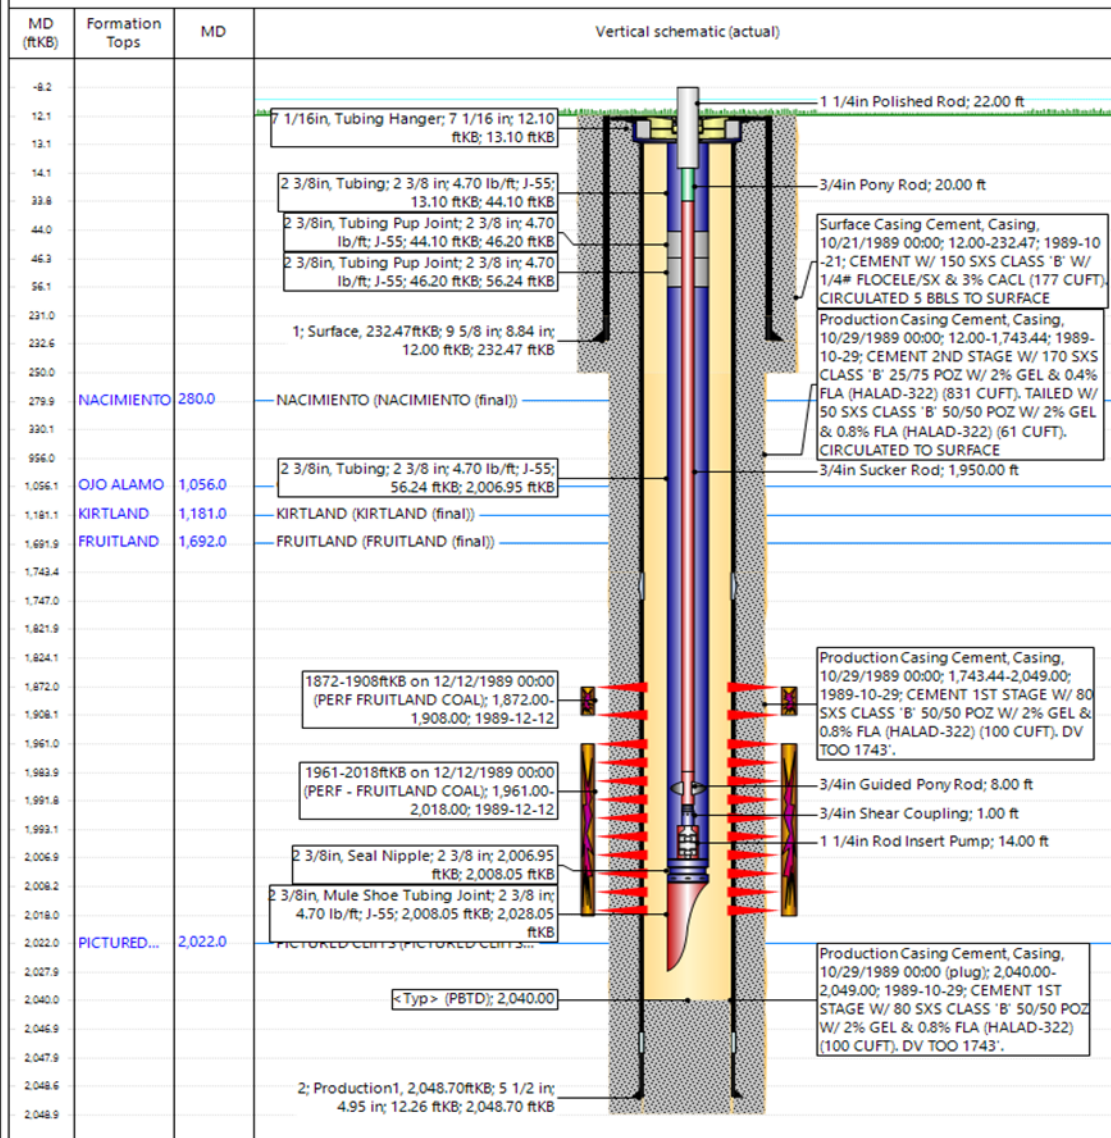 MD
(ftKB)
Formation
Tops
MD
Vertical schematic (actual)
-8.2
12.1
13.1
14.1
33.8
44.0
46.3
56.1
231.0
232.6
250.0
279.9
330.1
956.0
1,056.1
1,181.1
1,691.9
1,743.4
1,747.0
1,821.9
1,824.1
1,872.0
1,908.1
1,961.0
1,983.9
1,991.8
1,993.1
2,006.9
2,008.2
2,018.0
2,022.0
2,027.9
2,040.0
2,046.9
2,047.9
2,048.6
2,048.9
NACIMIENTO 280.0
OJO ALAMO 1,056.0
KIRTLAND 1,181.0
FRUITLAND 1,692.0
PICTURED... 2,022.0
7 1/16in, Tubing Hanger; 7 1/16 in; 12.10
ftKB; 13.10 ftKB
2 3/8in, Tubing; 2 3/8 in; 4.70 lb/ft; J-55;
13.10 ftKB; 44.10 ftKB
2 3/8in, Tubing Pup Joint; 2 3/8 in; 4.70
lb/ft; J-55; 44.10 ftKB; 46.20 ftKB
2 3/8in, Tubing Pup Joint; 2 3/8 in; 4.70
lb/ft; J-55; 46.20 ftKB; 56.24 ftKB
1; Surface, 232.47ftKB; 9 5/8 in; 8.84 in;
12.00 ftKB; 232.47 ftKB
NACIMIENTO (NACIMIENTO (final))
2 3/8in, Tubing; 2 3/8 in; 4.70 lb/ft; J-55;
56.24 ftKB; 2,006.95 ftKB
KIRTLAND (KIRTLAND (final))
FRUITLAND (FRUITLAND (final))
1872-1908ftKB on 12/12/1989 00:00
(PERF FRUITLAND COAL); 1,872.00-
1,908.00; 1989-12-12
1961-2018ftKB on 12/12/1989 00:00
(PERF - FRUITLAND COAL); 1,961.00-
2,018.00; 1989-12-12
2 3/8in, Seal Nipple; 2 3/8 in; 2,006.95
ftKB; 2,008.05 ftKB
2 3/8in, Mule Shoe Tubing Joint; 2 3/8 in;
4.70 lb/ft; J-55; 2,008.05 ftKB; 2,028.05
ftKB
PICTURED CLIFFS (PICTURED CLIFFS...
<Typ> (PBTD); 2,040.00
2; Production1, 2,048.70ftKB; 5 1/2 in;
4.95 in; 12.26 ftKB; 2,048.70 ftKB
1 1/4in Polished Rod; 22.00 ft
3/4in Pony Rod; 20.00 ft
Surface Casing Cement, Casing,
10/21/1989 00:00; 12.00-232.47; 1989-10
-21; CEMENT W/ 150 SXS CLASS 'B' W/
1/4# FLOCELE/SX & 3% CACL (177 CUFT).
CIRCULATED 5 BBLS TO SURFACE
Production Casing Cement, Casing,
10/29/1989 00:00; 12.00-1,743.44; 1989-
10-29; CEMENT 2ND STAGE W/ 170 SXS
CLASS 'B' 25/75 POZ W/ 2% GEL & 0.4%
FLA (HALAD-322) (831 CUFT). TAILED W/
50 SXS CLASS 'B' 50/50 POZ W/ 2% GEL
& 0.8% FLA (HALAD-322) (61 CUFT).
CIRCULATED TO SURFACE
3/4in Sucker Rod; 1,950.00 ft
Production Casing Cement, Casing,
10/29/1989 00:00; 1,743.44-2,049.00;
1989-10-29; CEMENT 1ST STAGE W/ 80
SXS CLASS 'B' 50/50 POZ W/ 2% GEL &
0.8% FLA (HALAD-322) (100 CUFT). DV
TOO 1743'.
3/4in Guided Pony Rod; 8.00 ft
3/4in Shear Coupling; 1.00 ft
1 1/4in Rod Insert Pump; 14.00 ft
Production Casing Cement, Casing,
10/29/1989 00:00 (plug); 2,040.00-
2,049.00; 1989-10-29; CEMENT 1ST
STAGE W/ 80 SXS CLASS 'B' 50/50 POZ
W/ 2% GEL & 0.8% FLA (HALAD-322)
(100 CUFT). DV TOO 1743'.